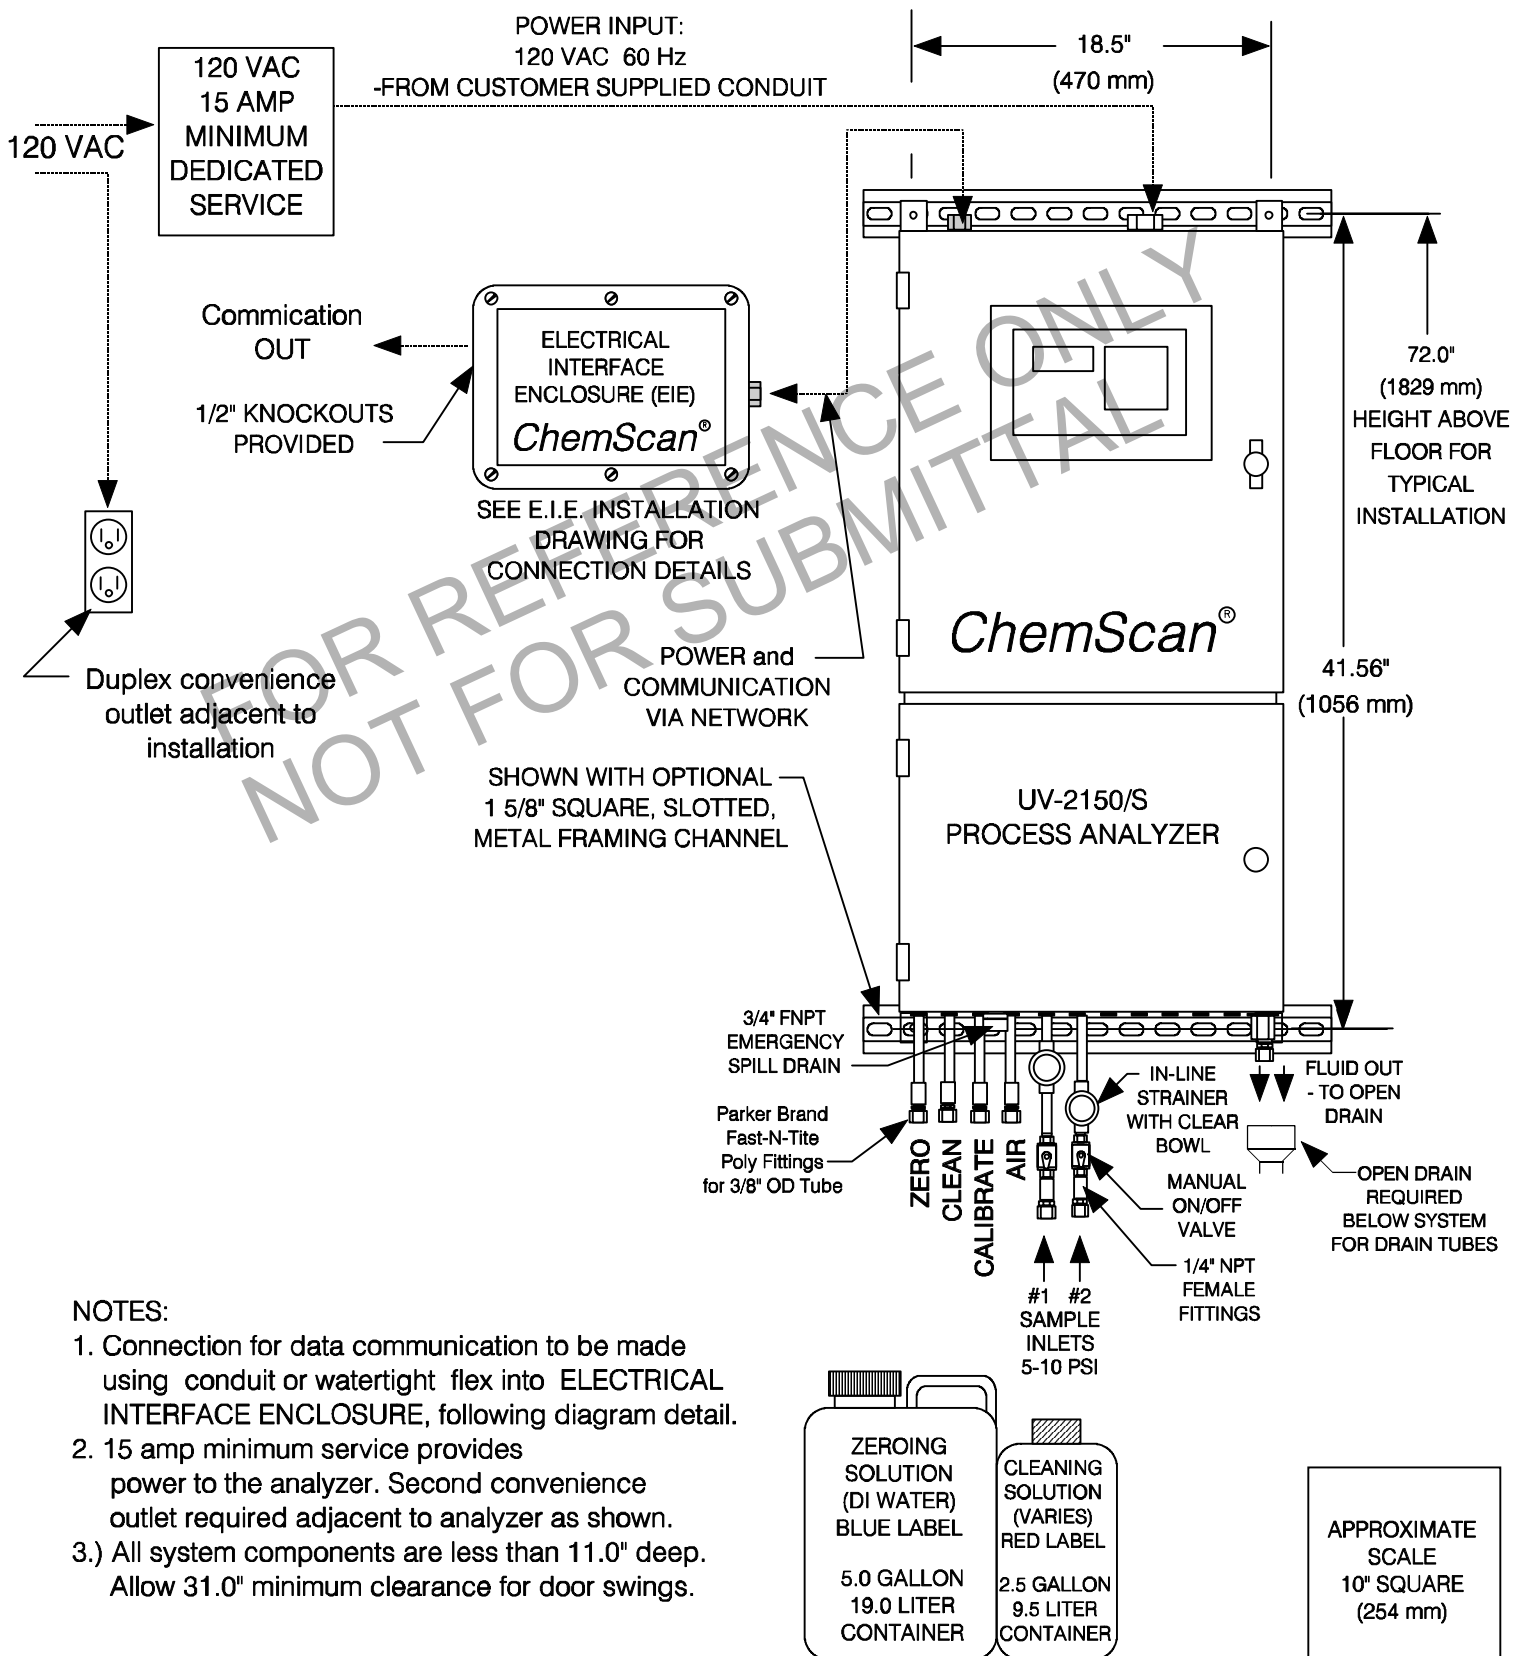 POWER INPUT:
120 VAC 60 Hz
-FROM CUSTOMER SUPPLIED CONDUIT
18.5"
(470 mm)
120 VAC
15 AMP
MINIMUM
DEDICATED
SERVICE
120 VAC
Commication
OUT
1/2" KNOCKOUTS
PROVIDED
ELECTRICAL
INTERFACE
ENCLOSURE (EIE)
ChemScan®
SEE E.I.E. INSTALLATION
DRAWING FOR
CONNECTION DETAILS
72.0"
(1829 mm)
HEIGHT ABOVE
FLOOR FOR
TYPICAL
INSTALLATION
FOR REFERENCE ONLY
NOT FOR SUBMITTAL
ChemScan®
Duplex convenience
outlet adjacent to
installation
POWER and
COMMUNICATION
VIA NETWORK
41.56"
(1056 mm)
SHOWN WITH OPTIONAL
1 5/8" SQUARE, SLOTTED,
METAL FRAMING CHANNEL
UV-2150/S
PROCESS ANALYZER
3/4" FNPT
EMERGENCY
SPILL DRAIN
Parker Brand
Fast-N-Tite
Poly Fittings
for 3/8" OD Tube
ZERO
CLEAN
CALIBRATE
AIR
IN-LINE
STRAINER
WITH CLEAR
BOWL
MANUAL
ON/OFF
VALVE
1/4" NPT
FEMALE
FITTINGS
FLUID OUT
- TO OPEN
DRAIN
OPEN DRAIN
REQUIRED
BELOW SYSTEM
FOR DRAIN TUBES
#1 #2
SAMPLE
INLETS
5-10 PSI
NOTES:
1. Connection for data communication to be made
using conduit or watertight flex into ELECTRICAL
INTERFACE ENCLOSURE, following diagram detail.
2. 15 amp minimum service provides
power to the analyzer. Second convenience
outlet required adjacent to analyzer as shown.
3.) All system components are less than 11.0" deep.
Allow 31.0" minimum clearance for door swings.
ZEROING
SOLUTION
(DI WATER)
BLUE LABEL
5.0 GALLON
19.0 LITER
CONTAINER
CLEANING
SOLUTION
(VARIES)
RED LABEL
2.5 GALLON
9.5 LITER
CONTAINER
APPROXIMATE
SCALE
10" SQUARE
(254 mm)